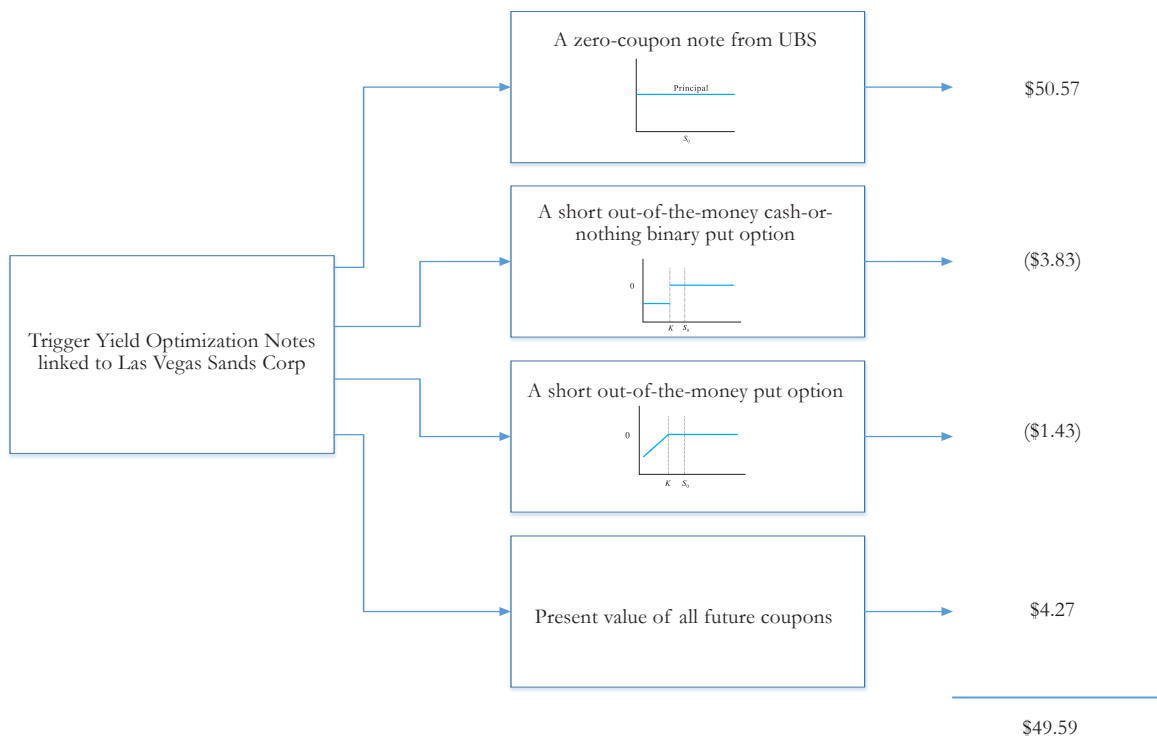 A zero-coupon note from UBS
Principal
S₀
$50.57
A short out-of-the-money cash-or-
nothing binary put option
0
K S₀
($3.83)
Trigger Yield Optimization Notes
linked to Las Vegas Sands Corp
A short out-of-the-money put option
0
K S₀
($1.43)
Present value of all future coupons
$4.27
$49.59